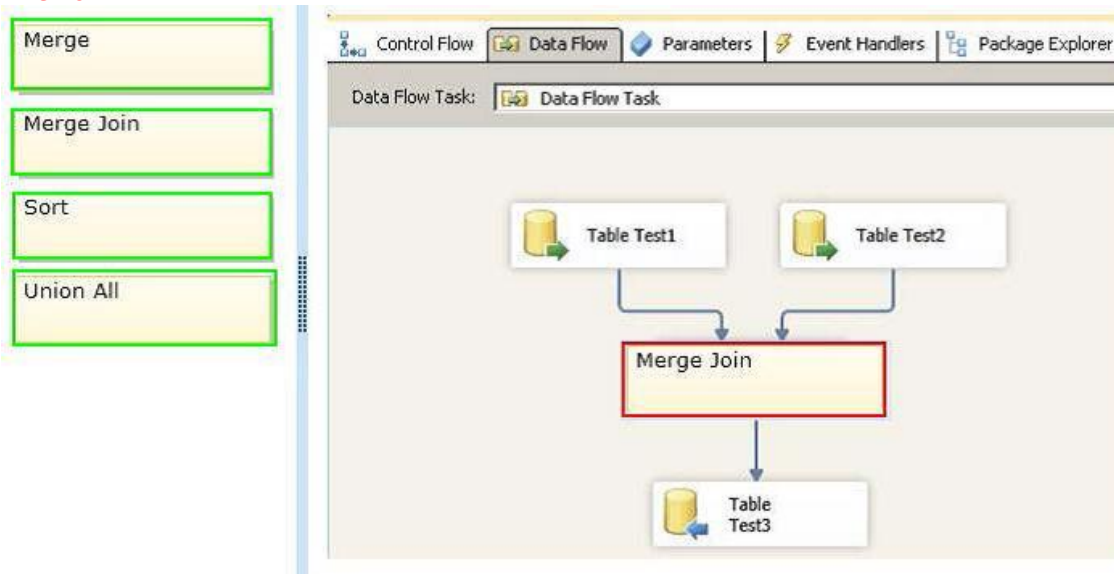 Merge
Merge Join
Sort
Union All
Control Flow Data Flow Parameters Event Handlers Package Explorer
Data Flow Task: Data Flow Task
Table Test1 Table Test2
Merge Join
Table
Test3